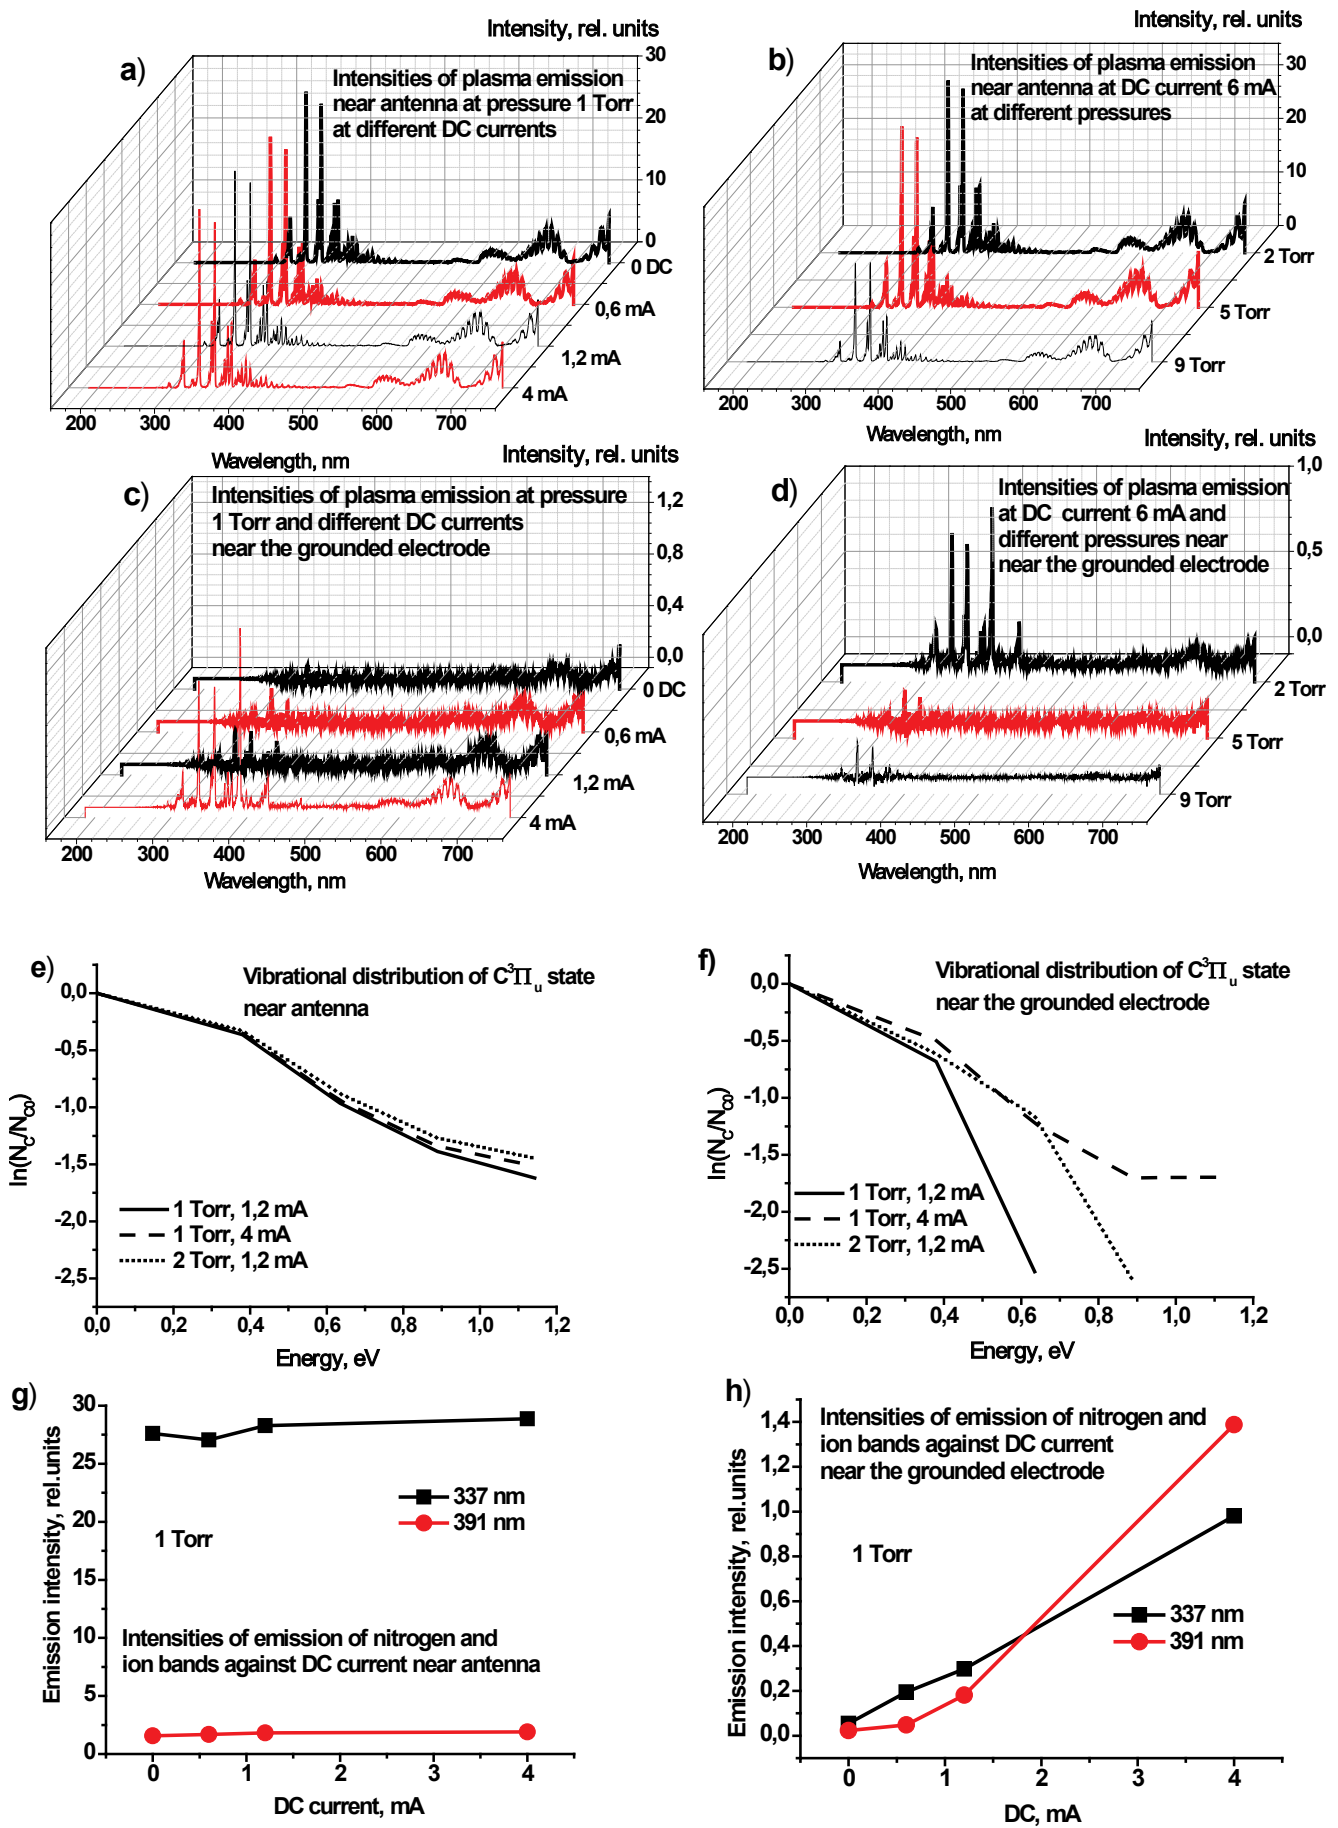 Intensity, rel. units
a)
Intensities of plasma emission
near antenna at pressure 1 Torr
at different DC currents
30
20
10
0
0 DC
0,6 mA
1,2 mA
4 mA
200 300 400 500 600 700
Wavelength, nm
Intensity, rel. units
b)
Intensities of plasma emission
near antenna at DC current 6 mA
at different pressures
30
20
10
0
2 Torr
5 Torr
9 Torr
200 300 400 500 600 700
Wavelength, nm
Intensity, rel. units
c)
Intensities of plasma emission at pressure
1 Torr and different DC currents
near the grounded electrode
1,2
0,8
0,4
0,0
0 DC
0,6 mA
1,2 mA
4 mA
200 300 400 500 600 700
Wavelength, nm
Intensity, rel. units
d)
Intensities of plasma emission
at DC current 6 mA and
different pressures near
near the grounded electrode
1,0
0,5
0,0
2 Torr
5 Torr
9 Torr
200 300 400 500 600 700
Wavelength, nm
e)
Vibrational distribution of C³Πu state
near antenna
0,0
-0,5
-1,0
-1,5
-2,0
-2,5
ln(NC/NC0)
1 Torr, 1,2 mA
1 Torr, 4 mA
2 Torr, 1,2 mA
0,0 0,2 0,4 0,6 0,8 1,0 1,2
Energy, eV
f)
Vibrational distribution of C³Πu state
near the grounded electrode
0,0
-0,5
-1,0
-1,5
-2,0
-2,5
ln(NC/NC0)
1 Torr, 1,2 mA
1 Torr, 4 mA
2 Torr, 1,2 mA
0,0 0,2 0,4 0,6 0,8 1,0 1,2
Energy, eV
g)
30
25
20
15
10
5
0
Emission intensity, rel.units
337 nm
391 nm
1 Torr
Intensities of emission of nitrogen and
ion bands against DC current near antenna
0 1 2 3 4
DC current, mA
h)
Intensities of emission of nitrogen and
ion bands against DC current
near the grounded electrode
1,4
1,2
1,0
0,8
0,6
0,4
0,2
0,0
Emission intensity, rel.units
1 Torr
337 nm
391 nm
0 1 2 3 4
DC, mA